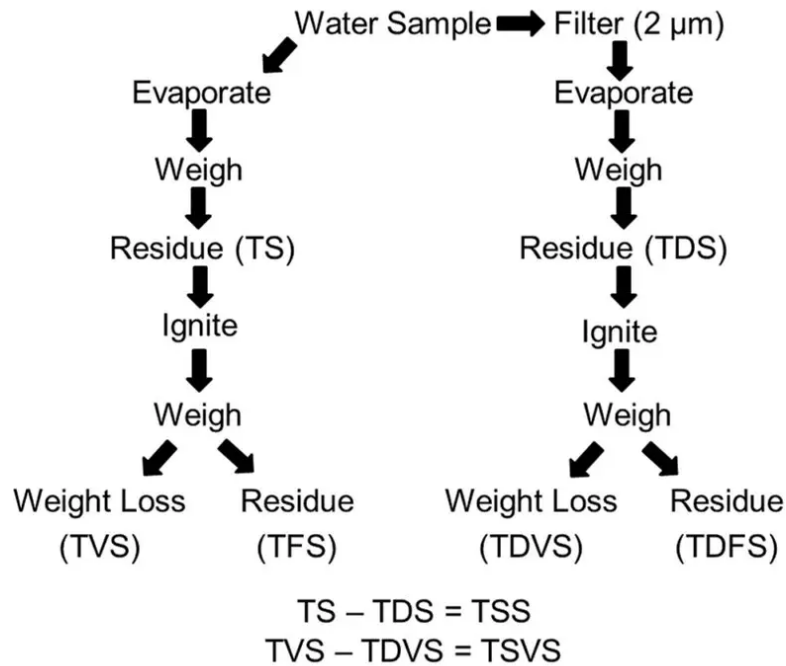 Water Sample
Filter (2 µm)
Evaporate
Evaporate
Weigh
Weigh
Residue (TS)
Residue (TDS)
Ignite
Ignite
Weigh
Weigh
Weight Loss
(TVS)
Residue
(TFS)
Weight Loss
(TDVS)
Residue
(TDFS)
TS – TDS = TSS
TVS – TDVS = TSVS